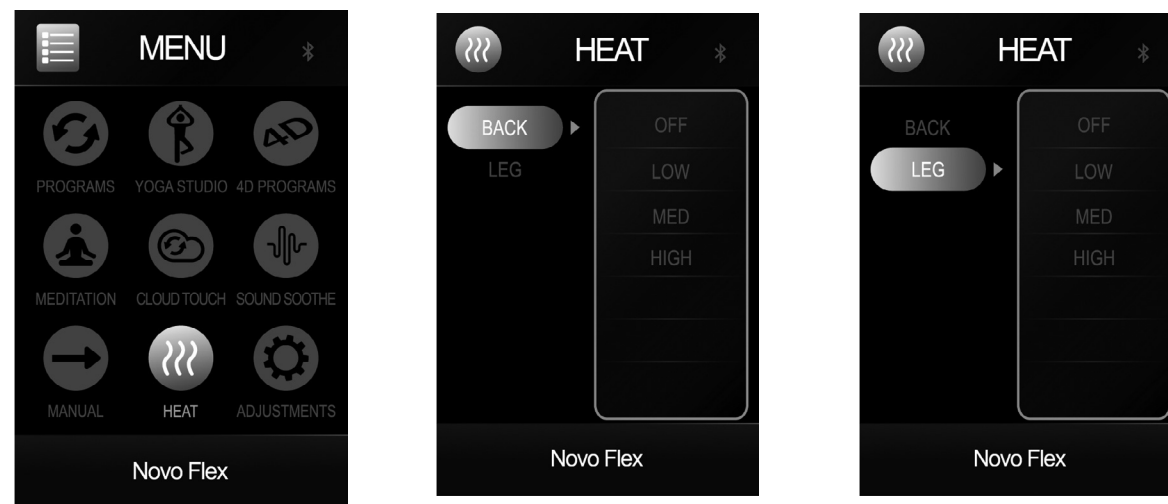 MENU
4D
PROGRAMS YOGA STUDIO 4D PROGRAMS
MEDITATION CLOUD TOUCH SOUND SOOTHE
MANUAL HEAT ADJUSTMENTS
Novo Flex
HEAT
BACK
LEG
OFF
LOW
MED
HIGH
Novo Flex
HEAT
BACK
LEG
OFF
LOW
MED
HIGH
Novo Flex